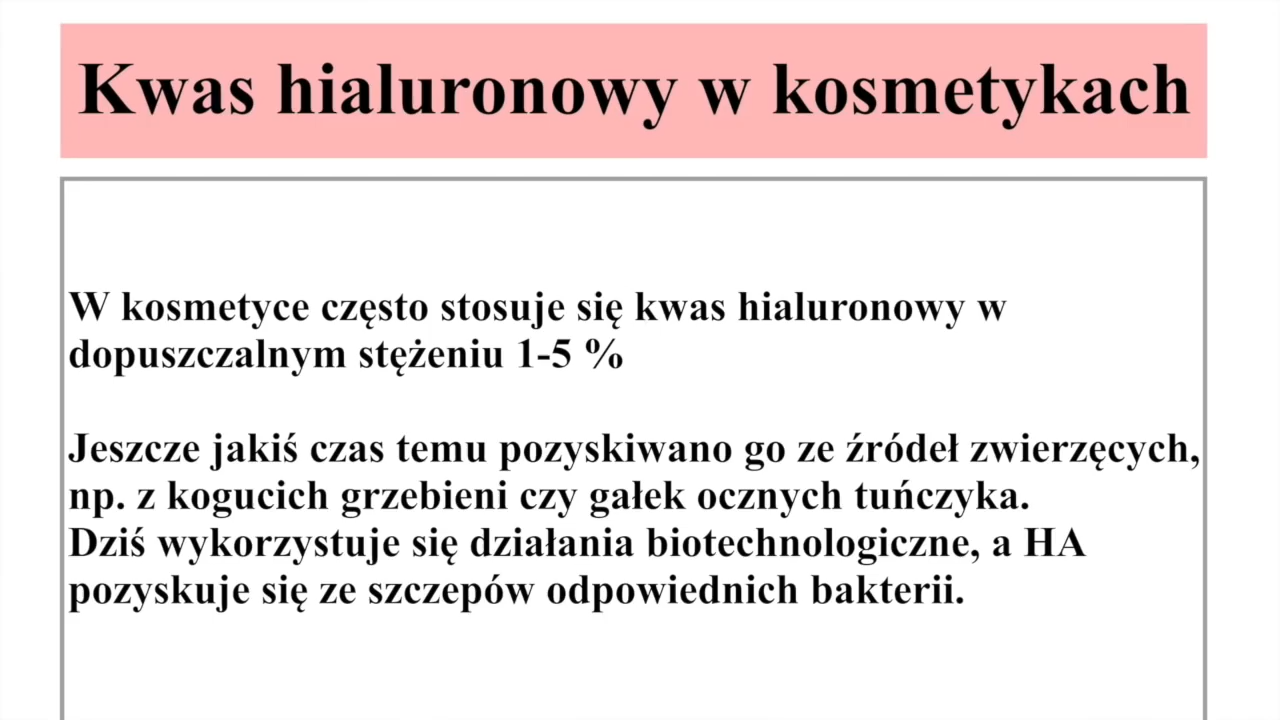 Kwas hialuronowy w kosmetykach
W kosmetyce często stosuje się kwas hialuronowy w
dopuszczalnym stężeniu 1-5 %
Jeszcze jakiś czas temu pozyskiwano go ze źródeł zwierzęcych,
np. z kogucich grzebieni czy gałek ocznych tuńczyka.
Dziś wykorzystuje się działania biotechnologiczne, a HA
pozyskuje się ze szczepów odpowiednich bakterii.